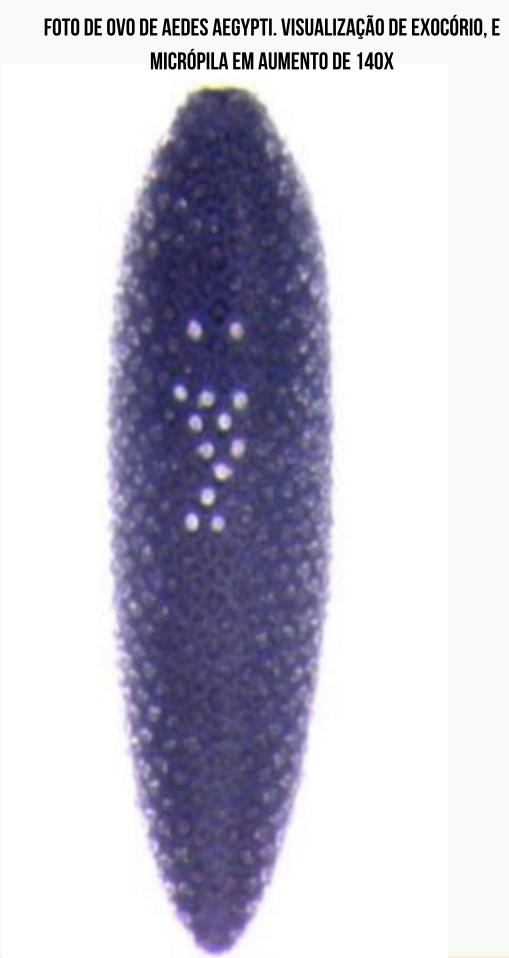 FOTO DE OVO DE AEDES AEGYPTI. VISUALIZAÇÃO DE EXOCÓRIO, E
MICRÓPILA EM AUMENTO DE 140X